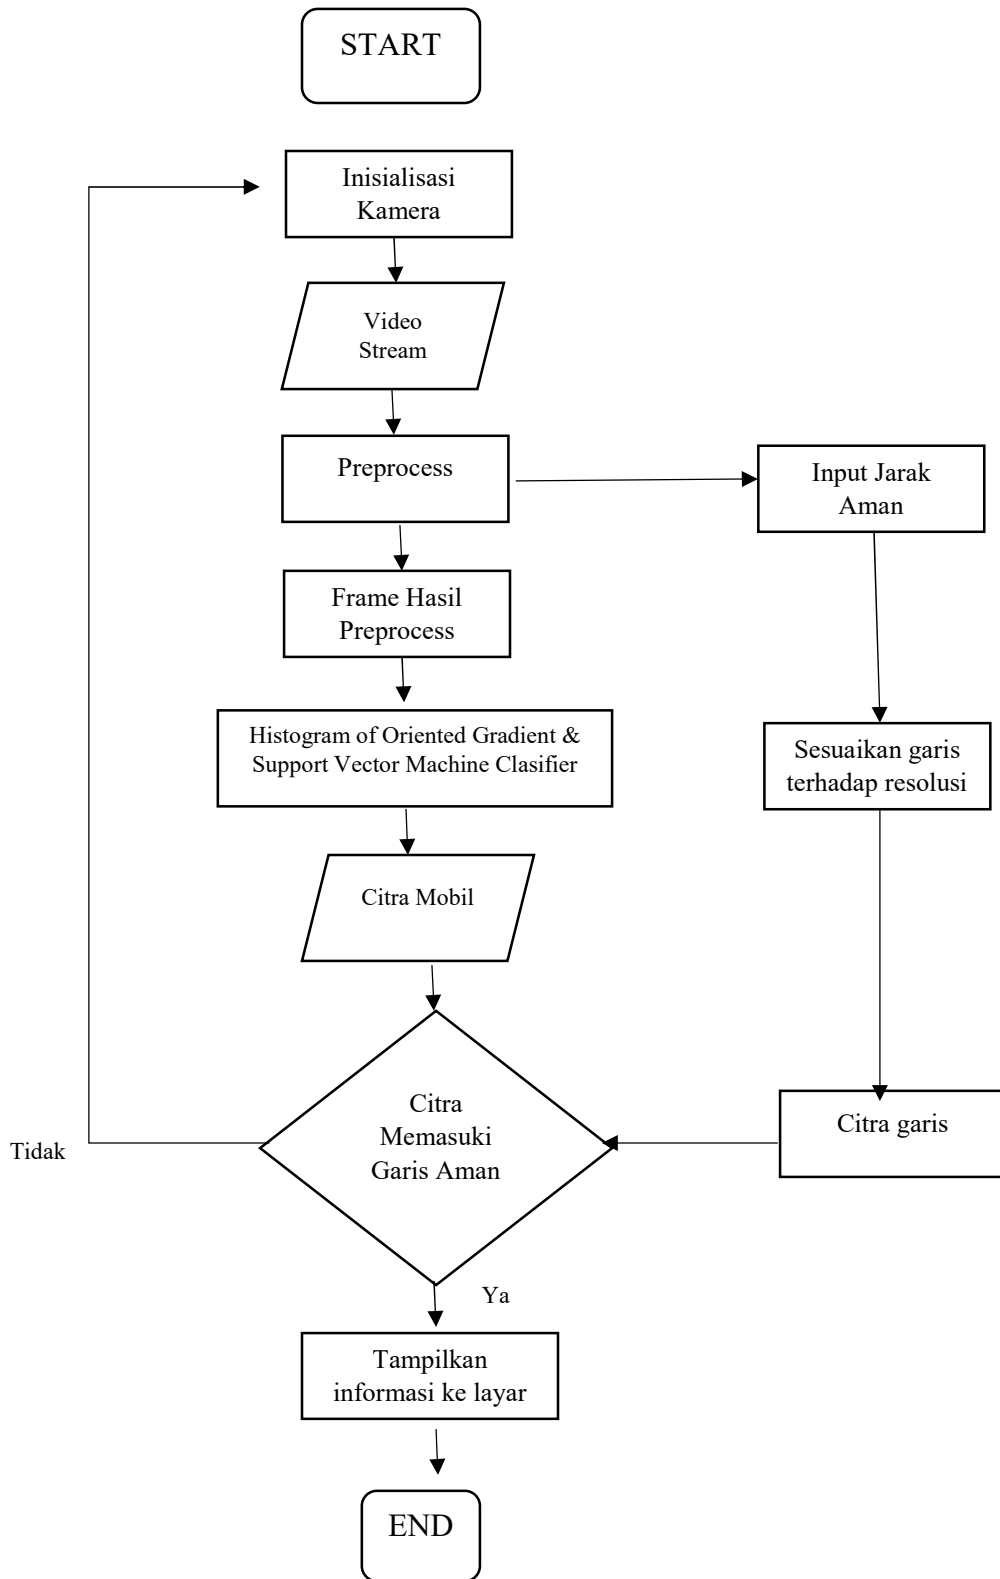 START
Inisialisasi
Kamera
Video
Stream
Preprocess
Input Jarak
Aman
Frame Hasil
Preprocess
Histogram of Oriented Gradient &
Support Vector Machine Clasifier
Sesuaikan garis
terhadap resolusi
Citra Mobil
Citra
Memasuki
Garis Aman
Citra garis
Tidak
Ya
Tampilkan
informasi ke layar
END